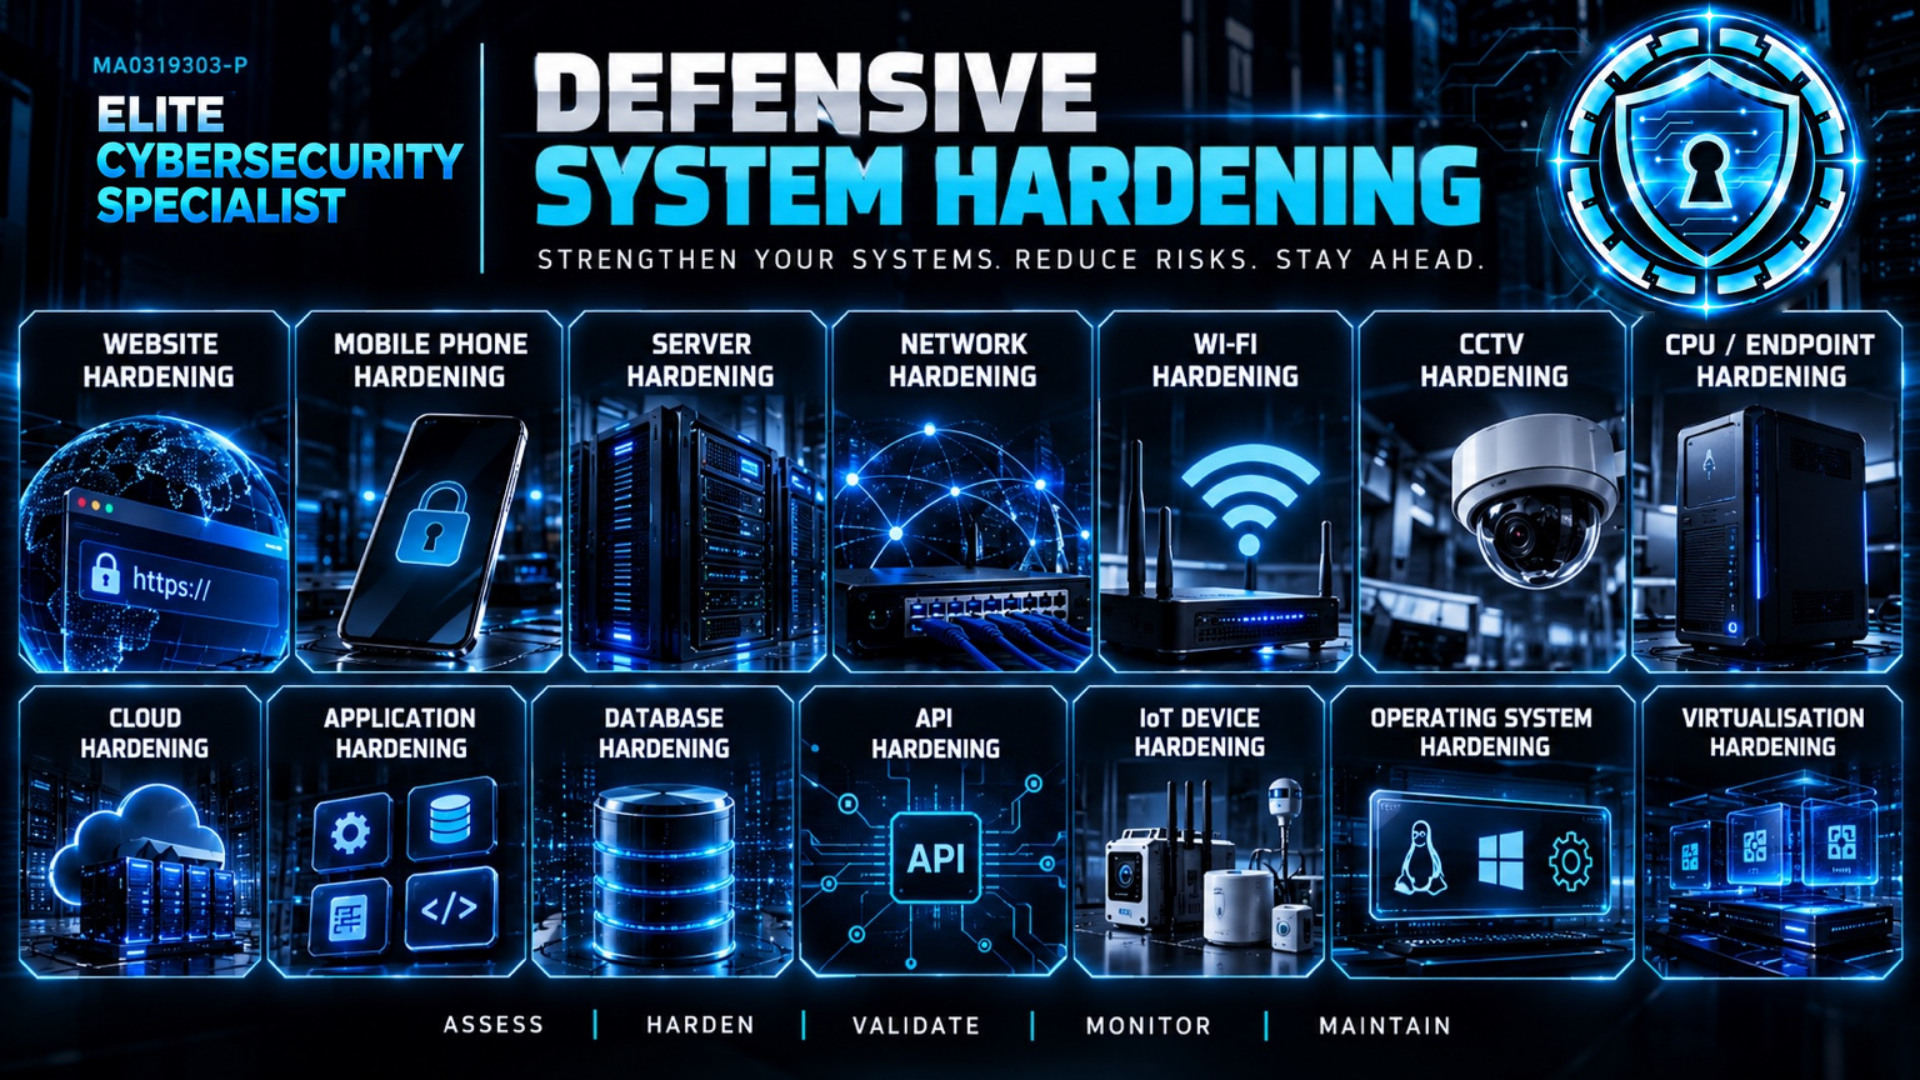 MA0319303-P
ELITE
CYBERSECURITY
SPECIALIST
DEFENSIVE
SYSTEM HARDENING
STRENGTHEN YOUR SYSTEMS. REDUCE RISKS. STAY AHEAD.
WEBSITE
HARDENING
https://
MOBILE PHONE
HARDENING
SERVER
HARDENING
NETWORK
HARDENING
WI-FI
HARDENING
CCTV
HARDENING
CPU / ENDPOINT
HARDENING
CLOUD
HARDENING
APPLICATION
HARDENING
</>
DATABASE
HARDENING
API
HARDENING
API
IoT DEVICE
HARDENING
OPERATING SYSTEM
HARDENING
VIRTUALISATION
HARDENING
ASSESS | HARDEN | VALIDATE | MONITOR | MAINTAIN